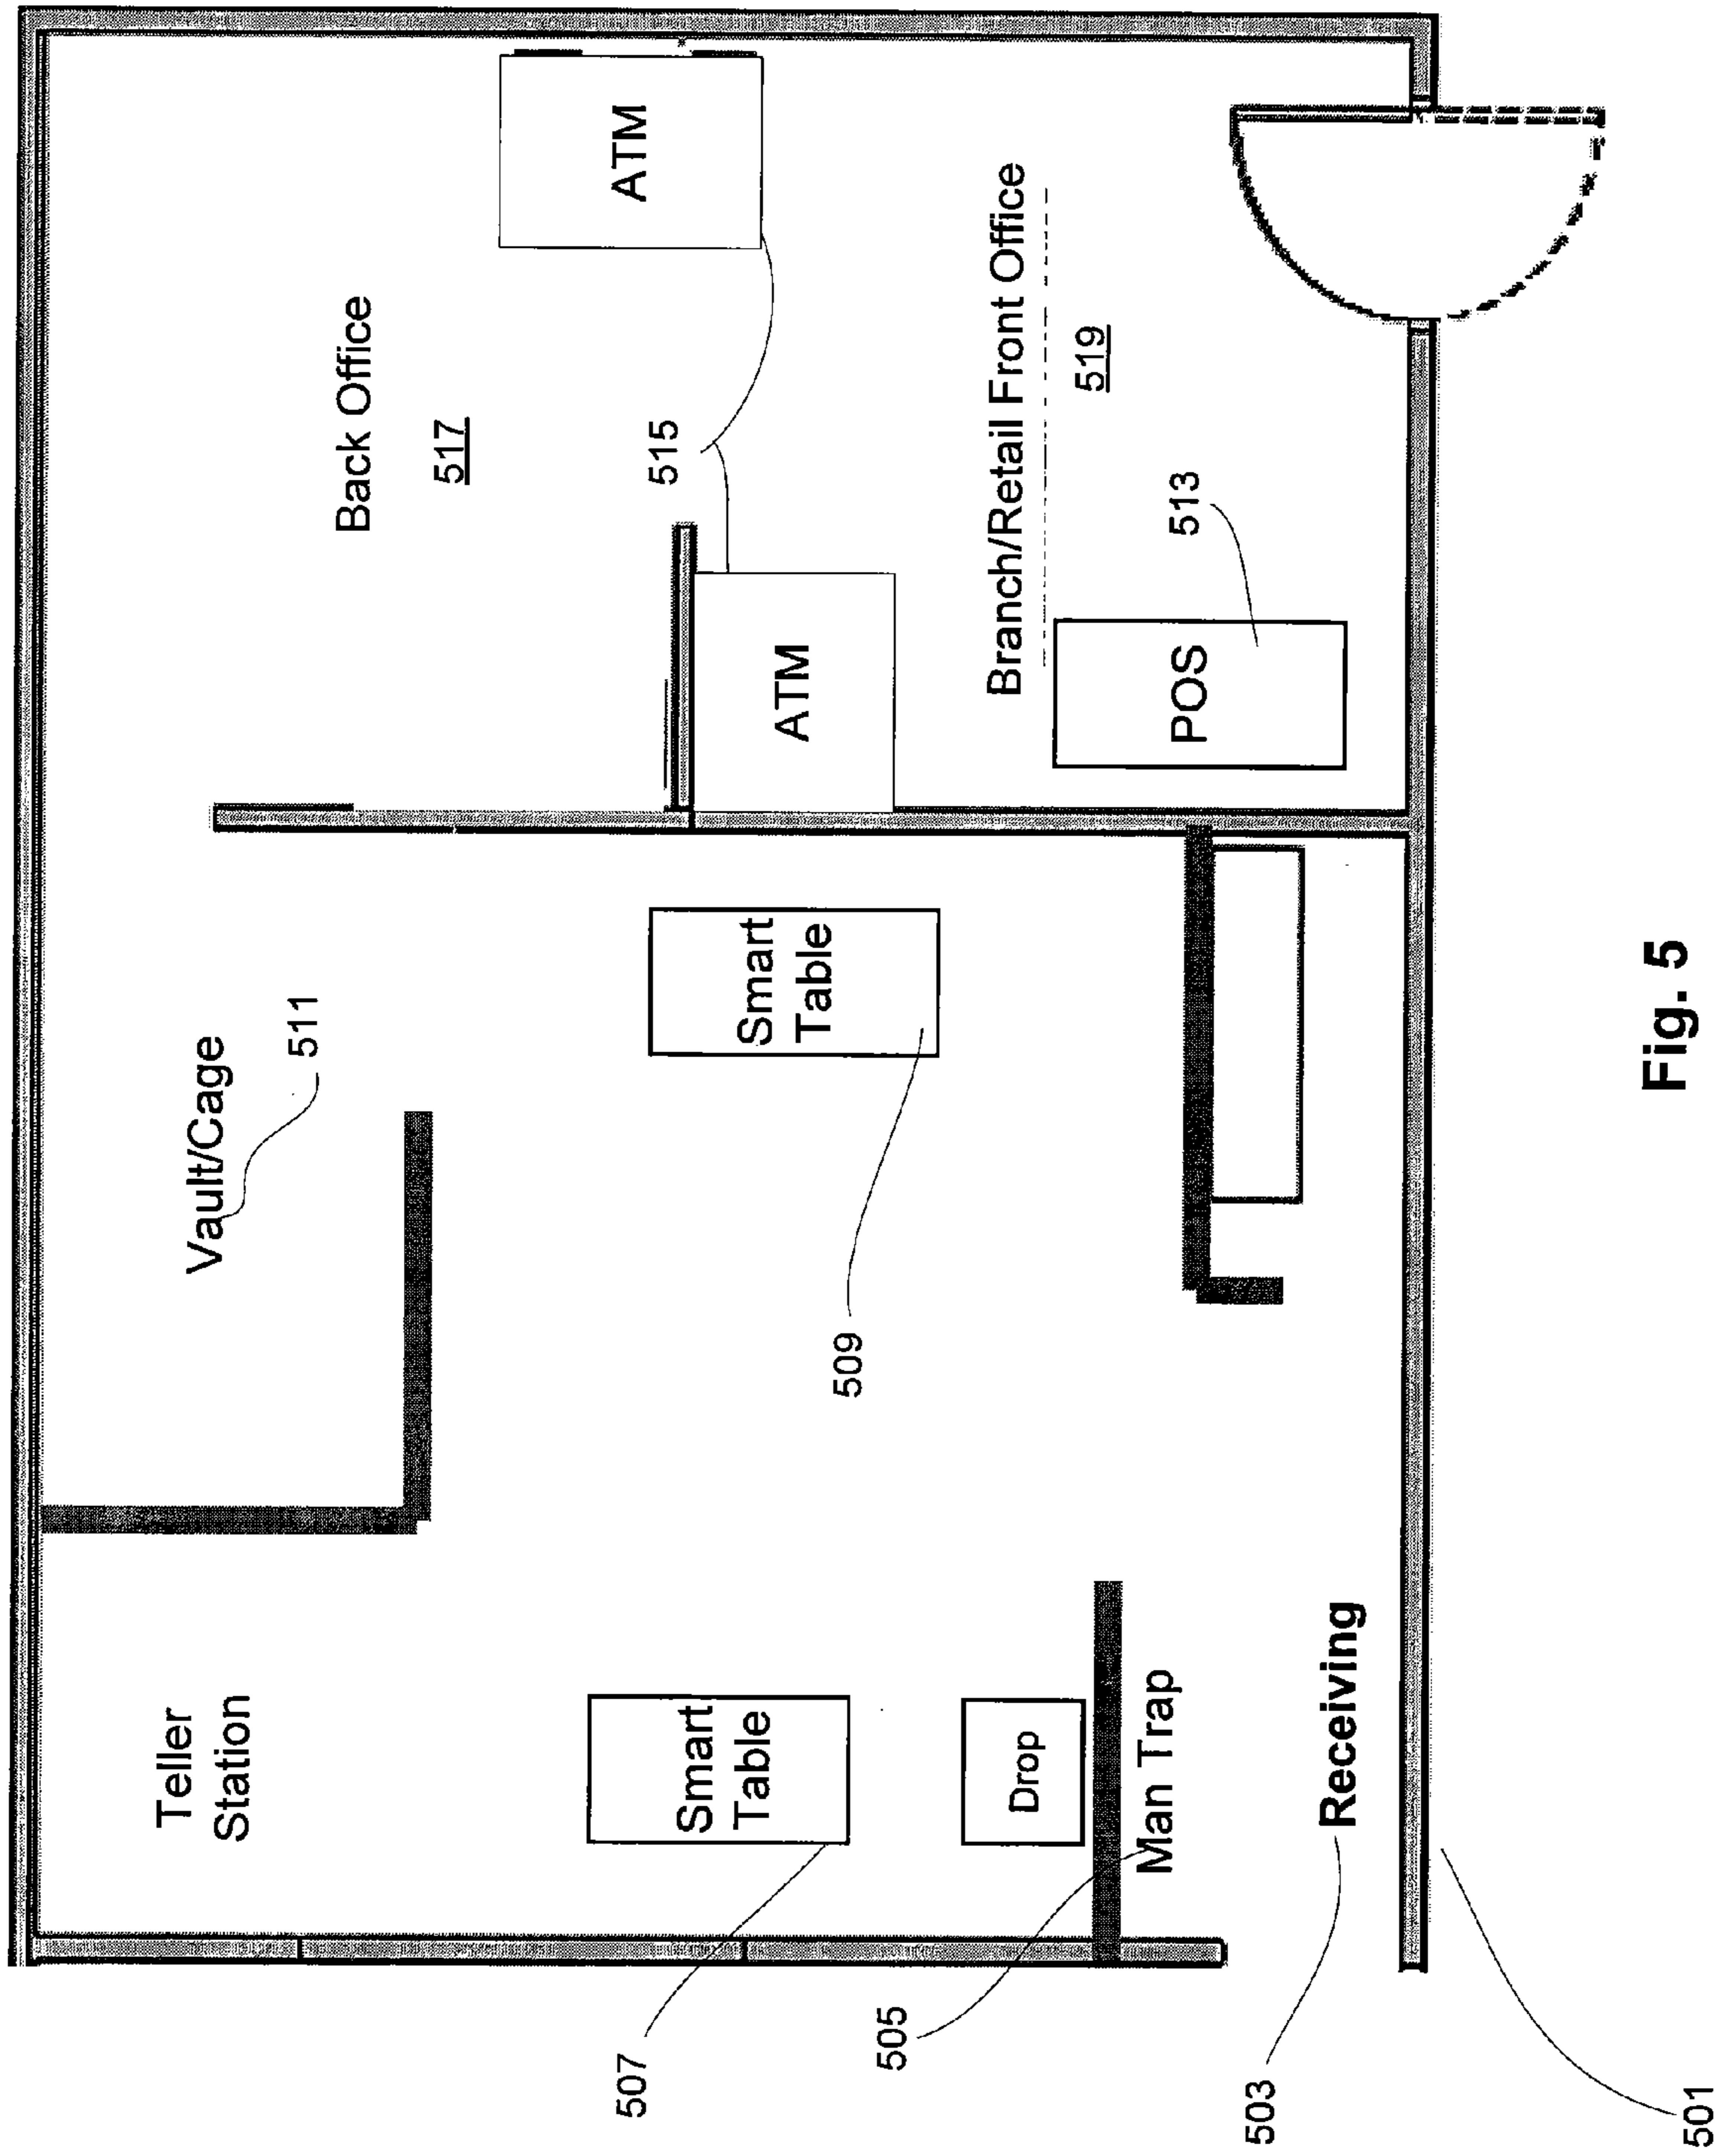 Teller
Station
Vault/Cage
511
Back Office
517
ATM
507
515
Smart
Table
Smart
Table
ATM
509
505
Branch/Retail Front Office
Drop
519
Man Trap
513
POS
503
Receiving
Fig. 5
501